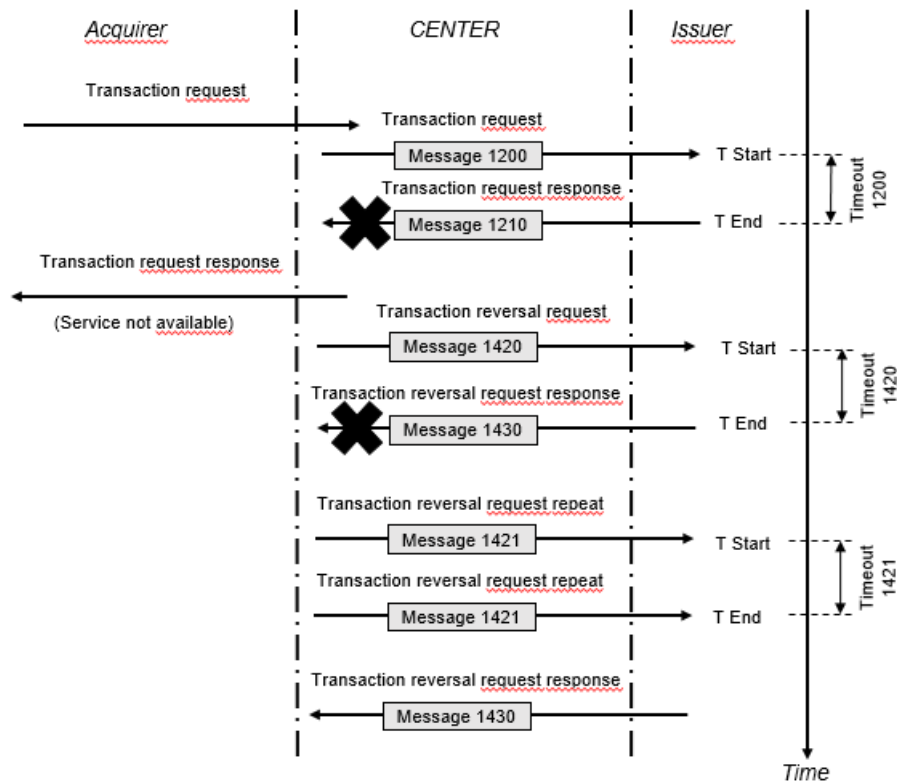 Acquirer
CENTER
Issuer
Transaction request
Transaction request
Message 1200
T Start
Timeout
1200
Transaction request response
Message 1210
T End
Transaction request response
(Service not available)
Transaction reversal request
Message 1420
T Start
Timeout
1420
Transaction reversal request response
Message 1430
T End
Transaction reversal request repeat
Message 1421
T Start
Timeout
1421
Transaction reversal request repeat
Message 1421
T End
Transaction reversal request response
Message 1430
Time